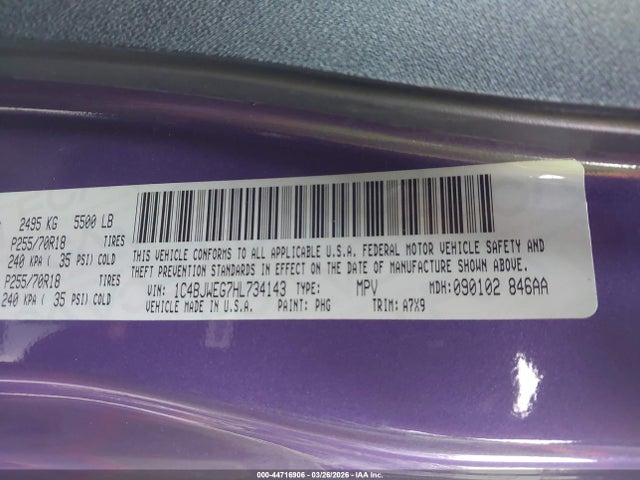 2495 KG 5500 LB
P255/70R18 TIRES
240 KPA ( 35 PSI) COLD
P255/70R18 TIRES
240 KPA ( 35 PSI) COLD
THIS VEHICLE CONFORMS TO ALL APPLICABLE U.S.A. FEDERAL MOTOR VEHICLE SAFETY AND
THEFT PREVENTION STANDARDS IN EFFECT ON THE DATE OF MANUFACTURE SHOWN ABOVE.
VIN: 1C4BJWEG7HL734143 TYPE: MPV MDH:090102 846AA
VEHICLE MADE IN U.S.A. PAINT: PHG TRIM: A7X9
000-44716906 | 03/26/2026 | IAA Inc.